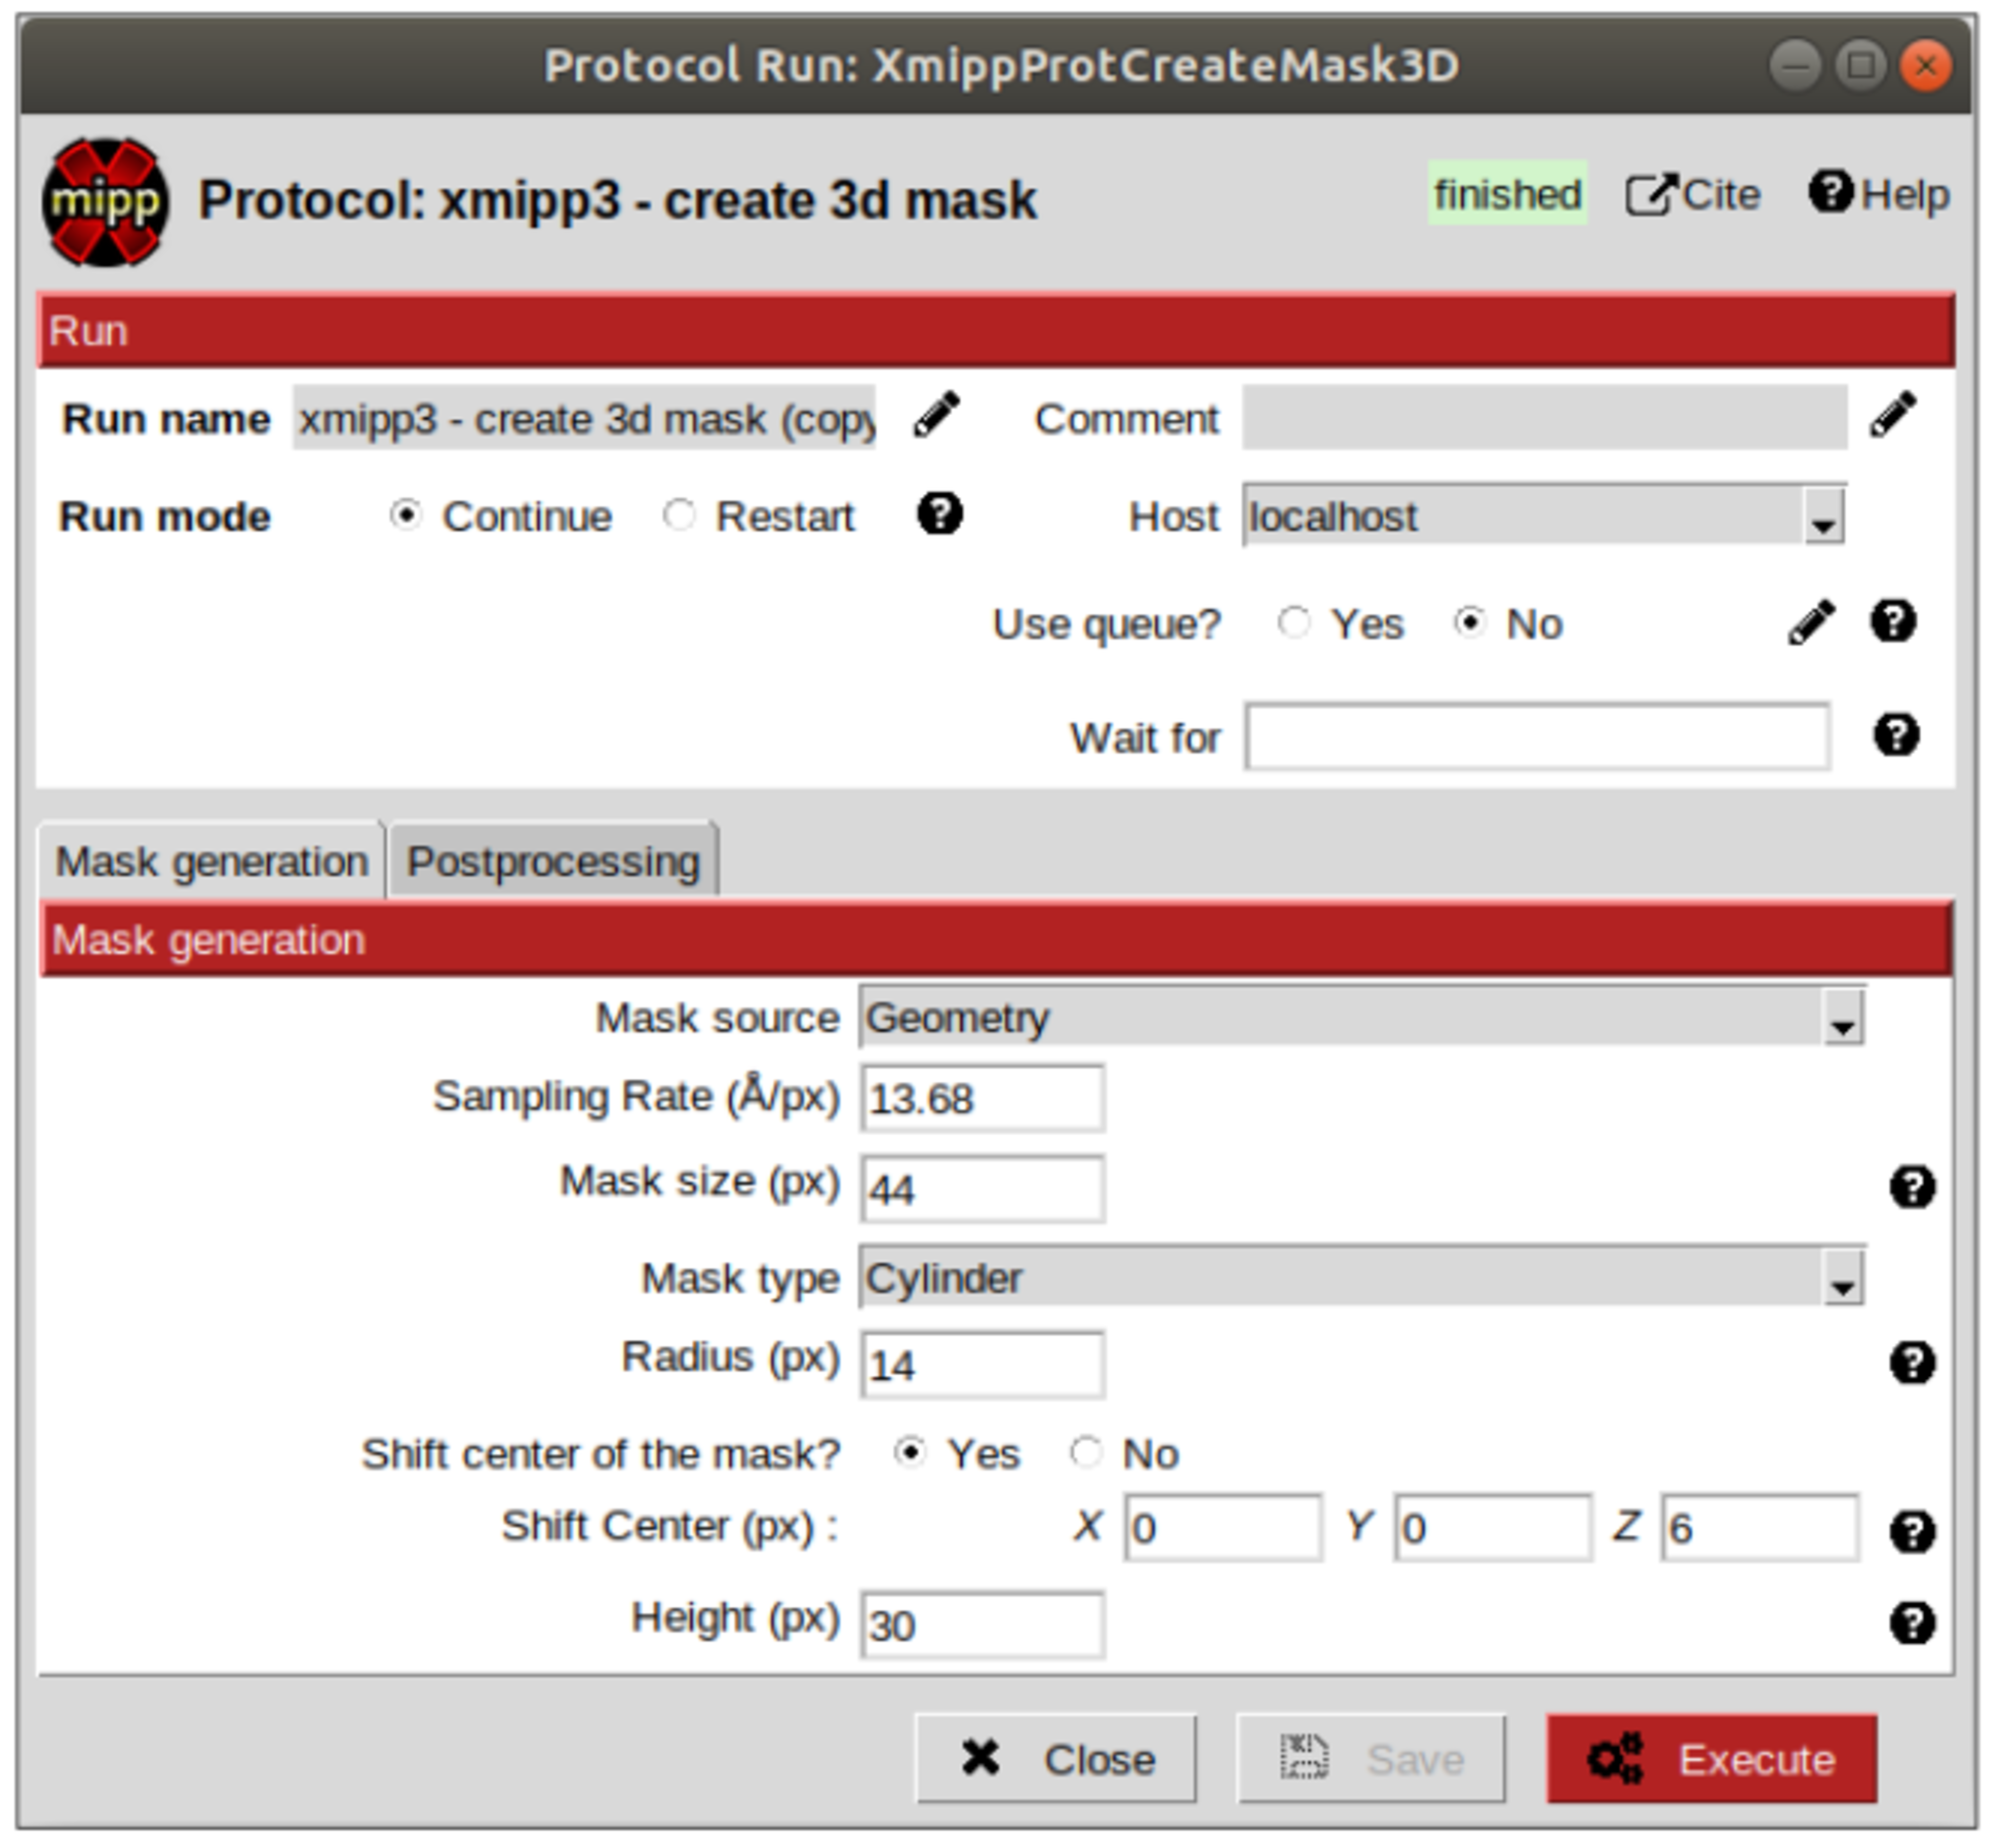 Protocol Run: XmippProtCreateMask3D
mipp
Protocol: xmipp3 - create 3d mask
finished Cite Help
Run
Run name xmipp3 - create 3d mask (copy Comment
Run mode Continue Restart Host localhost
Use queue? Yes No
Wait for
Mask generation Postprocessing
Mask generation
Mask source Geometry
Sampling Rate (Å/px) 13.68
Mask size (px) 44
Mask type Cylinder
Radius (px) 14
Shift center of the mask? Yes No
Shift Center (px) : X 0 Y 0 Z 6
Height (px) 30
Close Save Execute